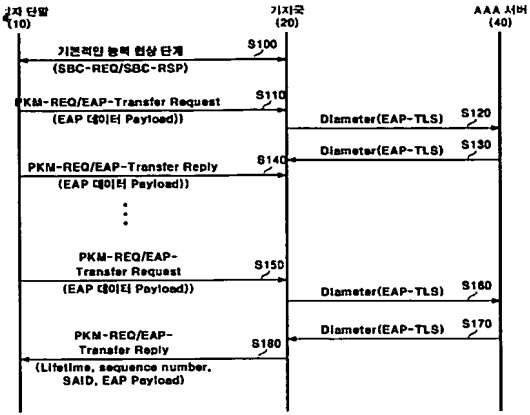 자 단말
(10)
기지국
(20)
AAA 서버
(40)
기본적인 능력 협상 단계
S100
(SBC-REQ/SBC-RSP)
PKM-REQ/EAP-Transfer Request
S110
(EAP 데이터 Payload))
Diameter(EAP-TLS)
S120
Diameter(EAP-TLS)
S130
PKM-REQ/EAP-Transfer Reply
S140
(EAP 데이터 Payload))
PKM-REQ/EAP-
Transfer Request
S150
(EAP 데이터 Payload))
Diameter(EAP-TLS)
S160
Diameter(EAP-TLS)
S170
PKM-REQ/EAP-
Transfer Reply
S180
(Lifetime, sequence number,
SAID, EAP Payload)